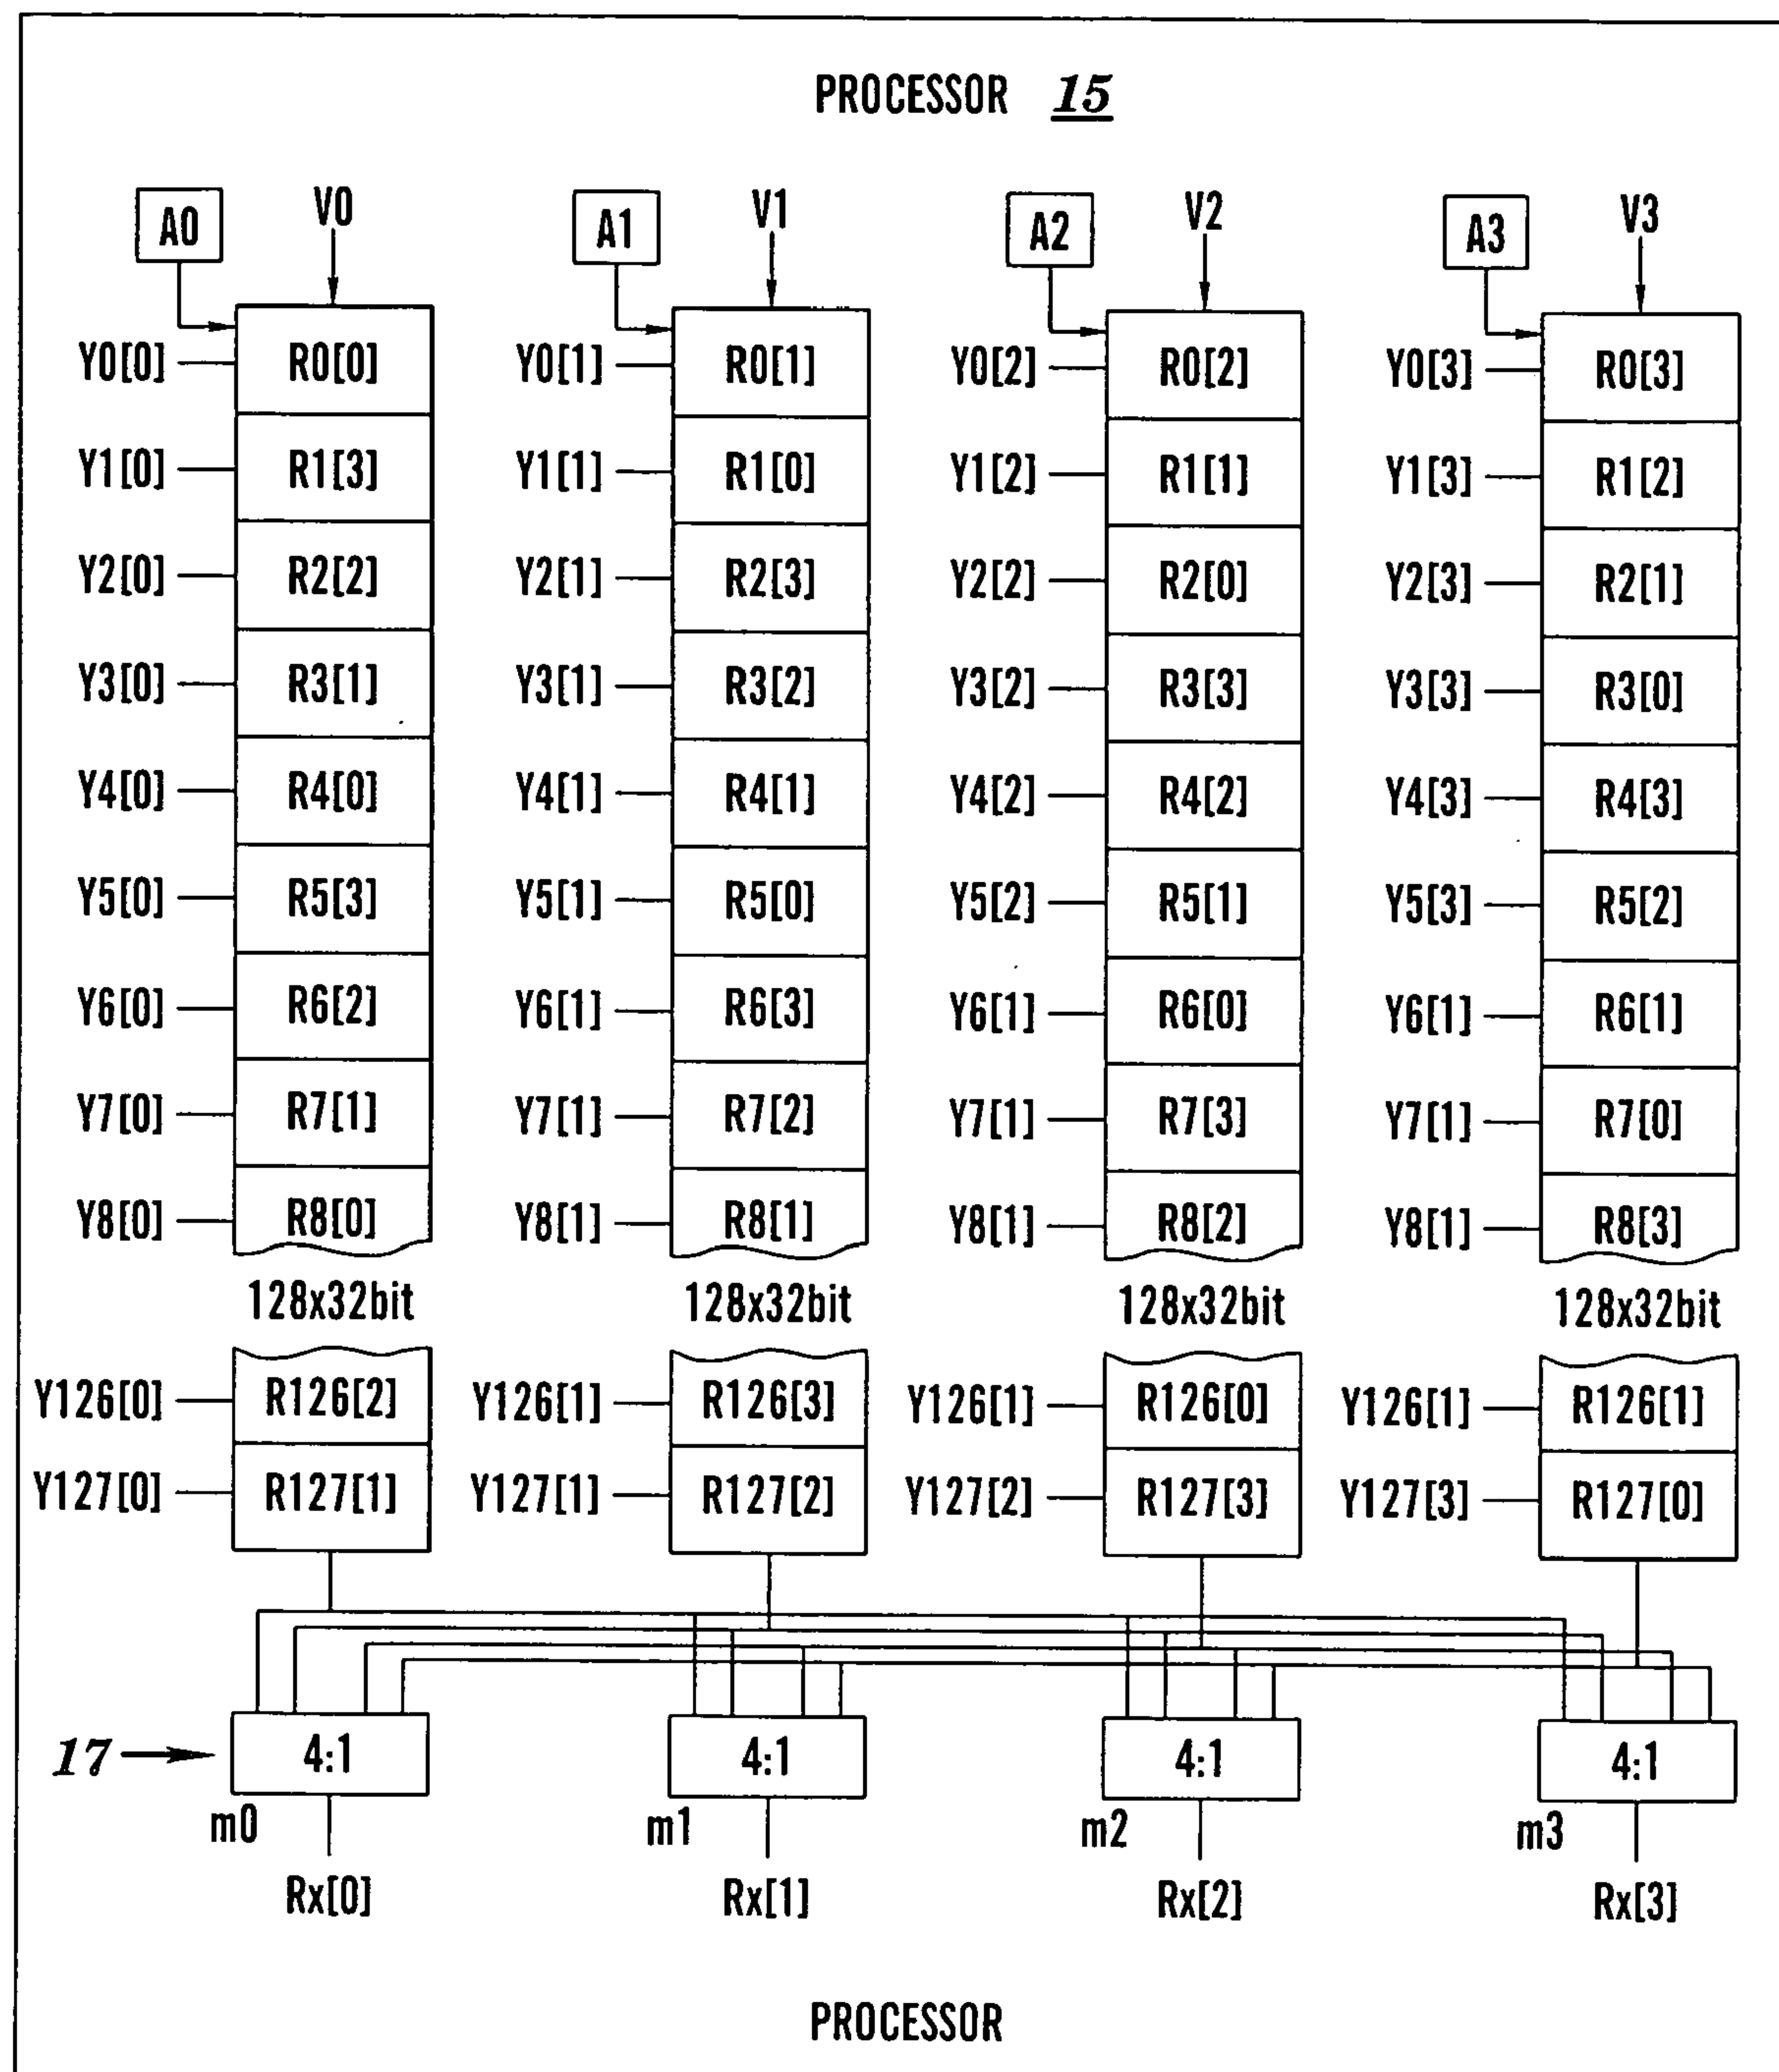 PROCESSOR 15
A0 V0 A1 V1 A2 V2 A3 V3
Y0[0] R0[0] Y0[1] R0[1] Y0[2] R0[2] Y0[3] R0[3]
Y1[0] R1[3] Y1[1] R1[0] Y1[2] R1[1] Y1[3] R1[2]
Y2[0] R2[2] Y2[1] R2[3] Y2[2] R2[0] Y2[3] R2[1]
Y3[0] R3[1] Y3[1] R3[2] Y3[2] R3[3] Y3[3] R3[0]
Y4[0] R4[0] Y4[1] R4[1] Y4[2] R4[2] Y4[3] R4[3]
Y5[0] R5[3] Y5[1] R5[0] Y5[2] R5[1] Y5[3] R5[2]
Y6[0] R6[2] Y6[1] R6[3] Y6[1] R6[0] Y6[1] R6[1]
Y7[0] R7[1] Y7[1] R7[2] Y7[1] R7[3] Y7[1] R7[0]
Y8[0] R8[0] Y8[1] R8[1] Y8[1] R8[2] Y8[1] R8[3]
128x32bit 128x32bit 128x32bit 128x32bit
Y126[0] R126[2] Y126[1] R126[3] Y126[1] R126[0] Y126[1] R126[1]
Y127[0] R127[1] Y127[1] R127[2] Y127[2] R127[3] Y127[3] R127[0]
17 4:1 4:1 4:1 4:1
m0 m1 m2 m3
Rx[0] Rx[1] Rx[2] Rx[3]
PROCESSOR